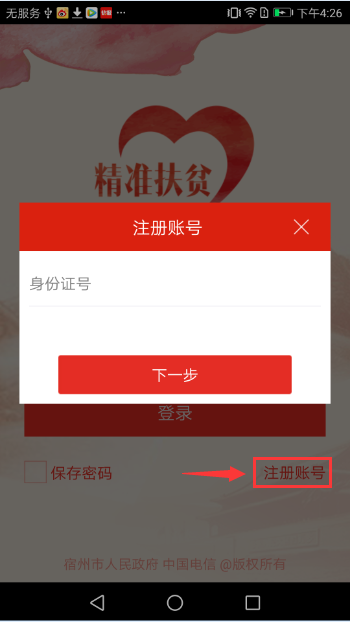 无服务 ··· 下午4:26
精准扶贫
注册账号
身份证号
下一步
登录
保存密码 注册账号
宿州市人民政府 中国电信 @版权所有